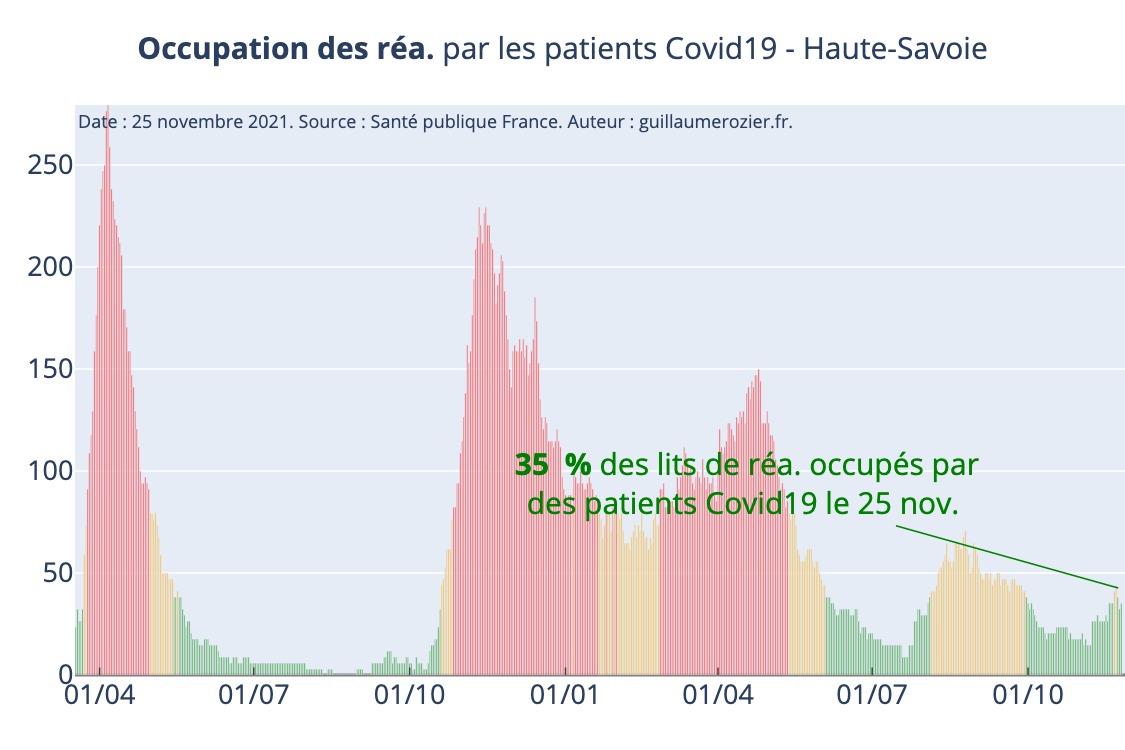 Occupation des réa. par les patients Covid19 - Haute-Savoie
Date : 25 novembre 2021. Source : Santé publique France. Auteur : guillaumerozier.fr.
250
200
150
100
50
0
35 % des lits de réa. occupés par
des patients Covid19 le 25 nov.
01/04 01/07 01/10 01/01 01/04 01/07 01/10